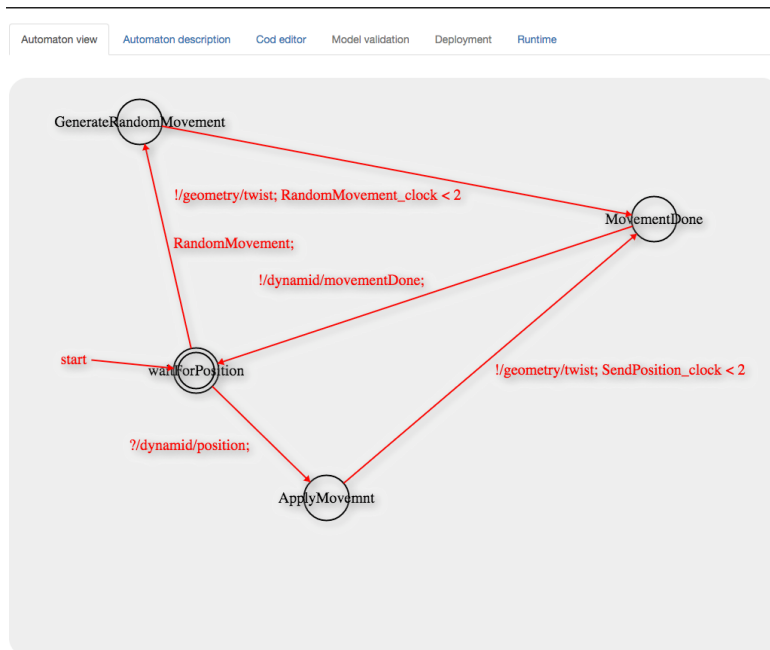 Automaton view
Automaton description
Cod editor
Model validation
Deployment
Runtime
GenerateRandomMovement
!/geometry/twist; RandomMovement_clock < 2
MovementDone
RandomMovement;
!/dynamid/movementDone;
start
waitForPosition
!/geometry/twist; SendPosition_clock < 2
?/dynamid/position;
ApplyMovemnt